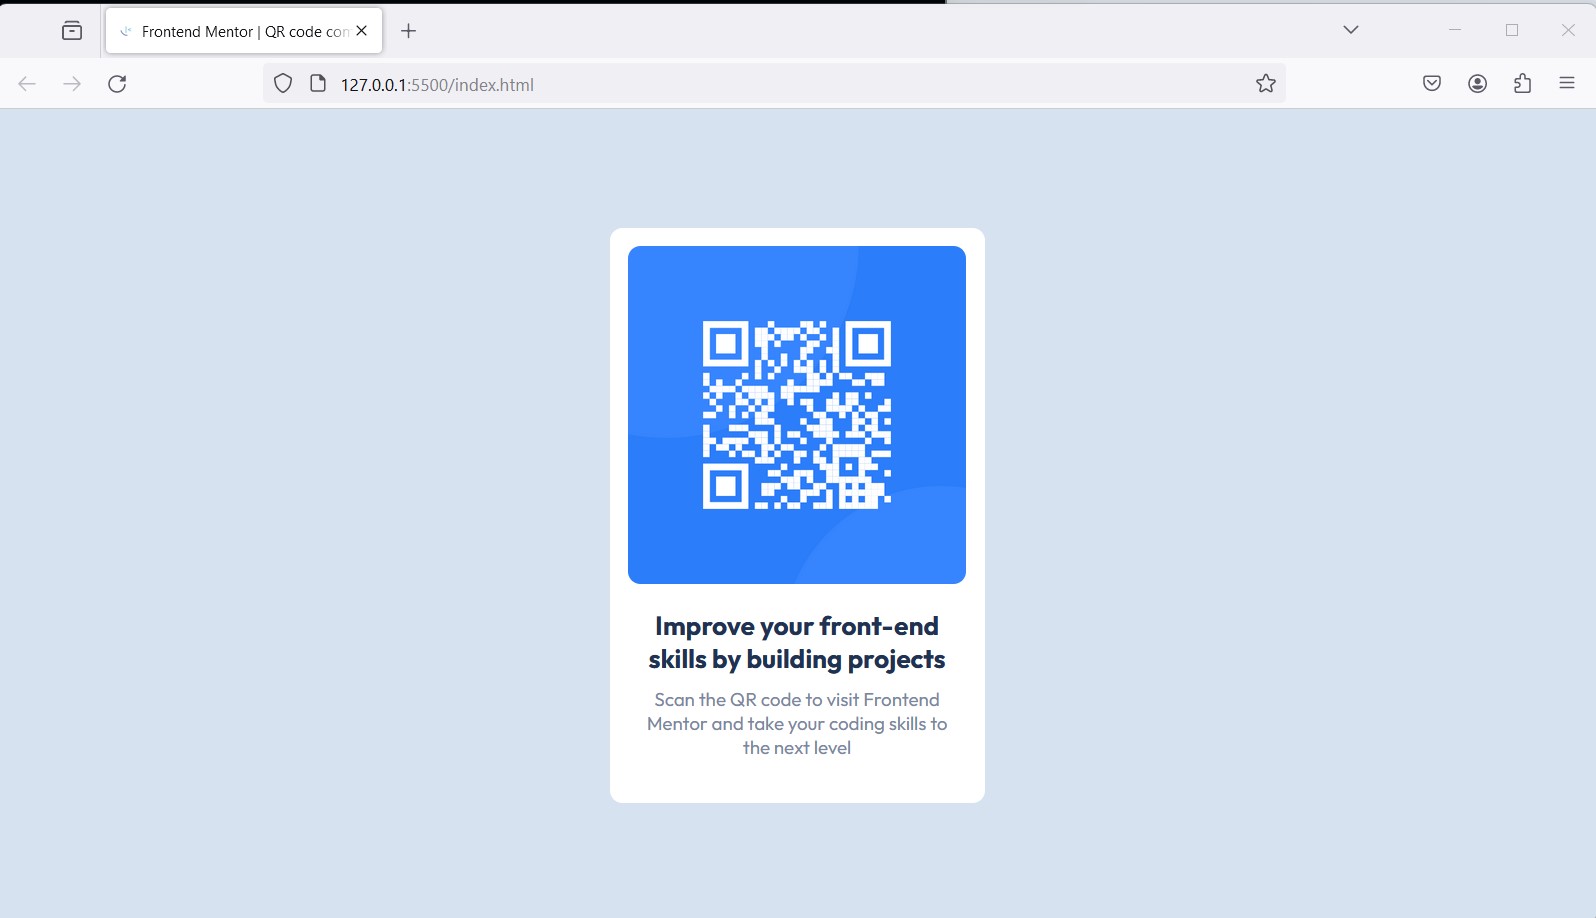 Frontend Mentor | QR code con
127.0.0.1:5500/index.html
Improve your front-end
skills by building projects
Scan the QR code to visit Frontend
Mentor and take your coding skills to
the next level